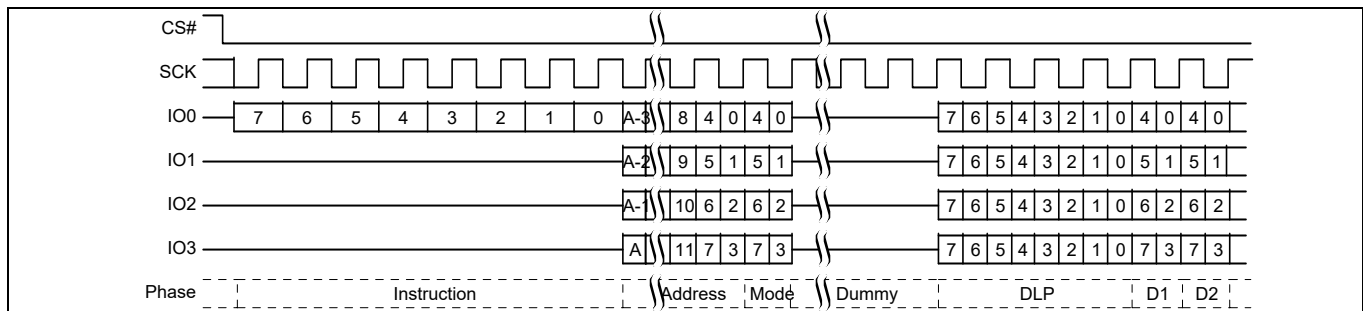 CS#
SCK
IO0 7 6 5 4 3 2 1 0 A-3 8 4 0 4 0 7 6 5 4 3 2 1 0 4 0 4 0
IO1 A-2 9 5 1 5 1 7 6 5 4 3 2 1 0 5 1 5 1
IO2 A-1 10 6 2 6 2 7 6 5 4 3 2 1 0 6 2 6 2
IO3 A 11 7 3 7 3 7 6 5 4 3 2 1 0 7 3 7 3
Phase Instruction Address Mode Dummy DLP D1 D2